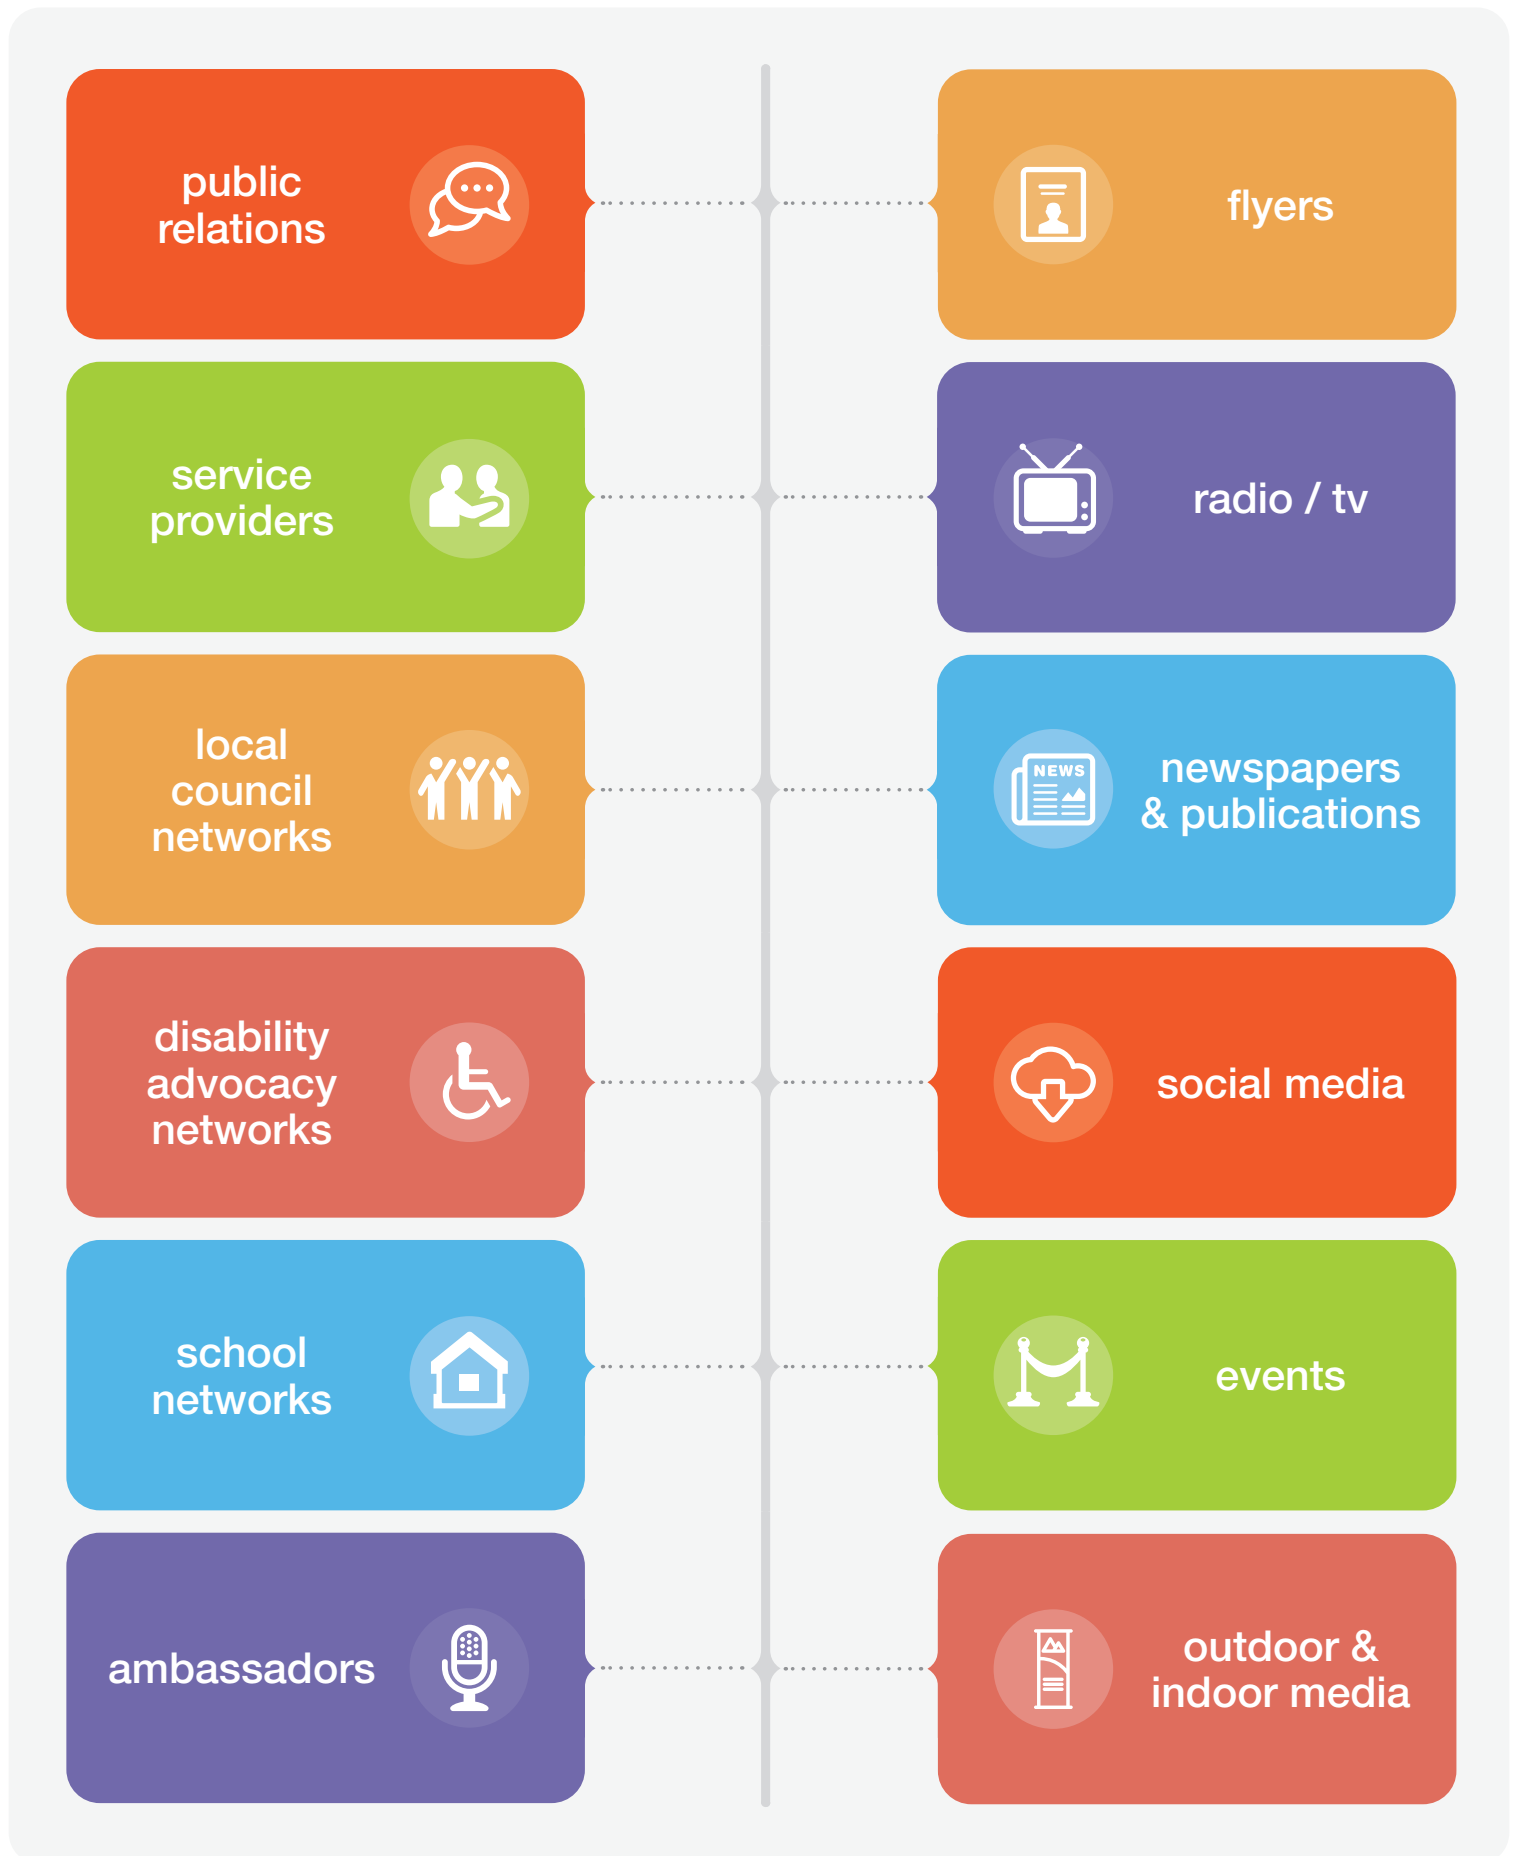 public
relations
flyers
service
providers
radio / tv
local
council
networks
NEWS
newspapers
& publications
disability
advocacy
networks
social media
school
networks
events
ambassadors
outdoor &
indoor media